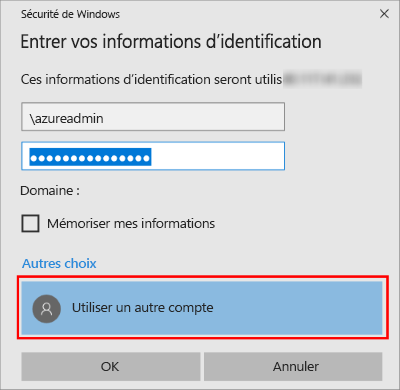 Sécurité de Windows
Entrer vos informations d’identification
Ces informations d’identification seront utilis
\azureadmin
●●●●●●●●●●●●●●●
Domaine :
Mémoriser mes informations
Autres choix
Utiliser un autre compte
OK
Annuler